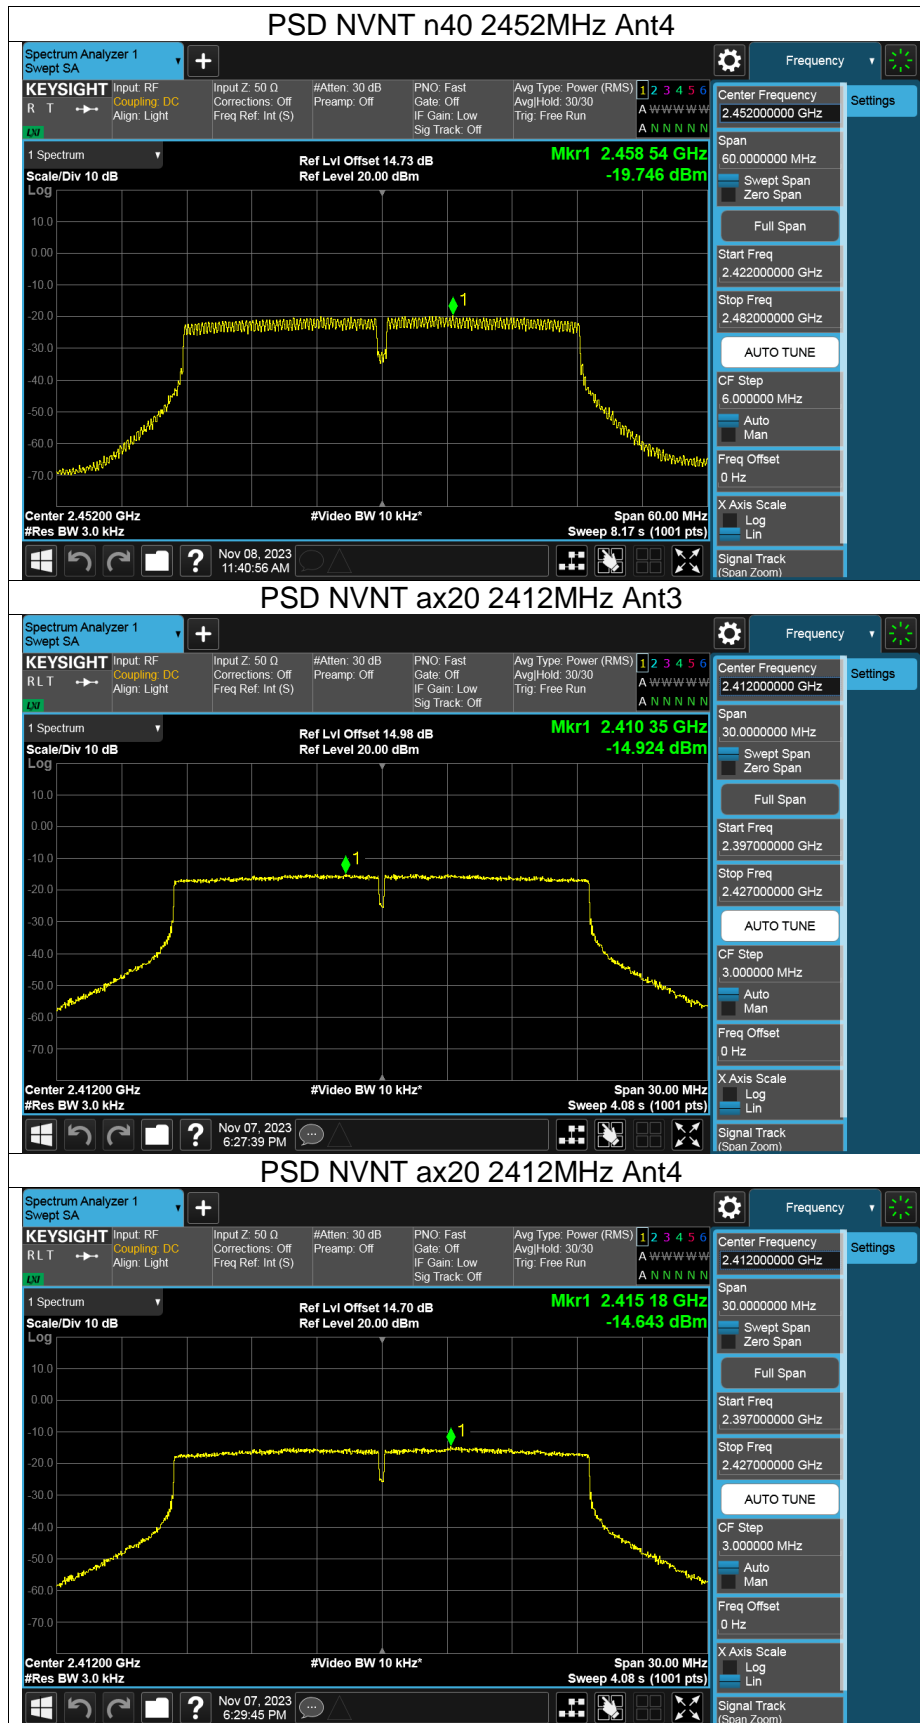 PSD NVNT n40 2452MHz Ant4
Spectrum Analyzer 1
Swept SA
+
Frequency
KEYSIGHT
R T
LXI
Input: RF
Coupling: DC
Align: Light
Input Z: 50 Ω
Corrections: Off
Freq Ref: Int (S)
#Atten: 30 dB
Preamp: Off
PNO: Fast
Gate: Off
IF Gain: Low
Sig Track: Off
Avg Type: Power (RMS)
Avg|Hold: 30/30
Trig: Free Run
1 2 3 4 5 6
A W W W W W
A N N N N N
Center Frequency
2.452000000 GHz
Settings
Span
60.0000000 MHz
Swept Span
Zero Span
Full Span
Start Freq
2.422000000 GHz
Stop Freq
2.482000000 GHz
AUTO TUNE
CF Step
6.000000 MHz
Auto
Man
Freq Offset
0 Hz
X Axis Scale
Log
Lin
Signal Track
(Span Zoom)
1 Spectrum
Scale/Div 10 dB
Ref Lvl Offset 14.73 dB
Ref Level 20.00 dBm
Mkr1 2.458 54 GHz
-19.746 dBm
Log
10.0
0.00
-10.0
-20.0
-30.0
-40.0
-50.0
-60.0
-70.0
1
Center 2.45200 GHz
#Res BW 3.0 kHz
#Video BW 10 kHz*
Span 60.00 MHz
Sweep 8.17 s (1001 pts)
?
Nov 08, 2023
11:40:56 AM
PSD NVNT ax20 2412MHz Ant3
Spectrum Analyzer 1
Swept SA
+
Frequency
KEYSIGHT
R L T
LXI
Input: RF
Coupling: DC
Align: Light
Input Z: 50 Ω
Corrections: Off
Freq Ref: Int (S)
#Atten: 30 dB
Preamp: Off
PNO: Fast
Gate: Off
IF Gain: Low
Sig Track: Off
Avg Type: Power (RMS)
Avg|Hold: 30/30
Trig: Free Run
1 2 3 4 5 6
A W W W W W
A N N N N N
Center Frequency
2.412000000 GHz
Settings
Span
30.0000000 MHz
Swept Span
Zero Span
Full Span
Start Freq
2.397000000 GHz
Stop Freq
2.427000000 GHz
AUTO TUNE
CF Step
3.000000 MHz
Auto
Man
Freq Offset
0 Hz
X Axis Scale
Log
Lin
Signal Track
(Span Zoom)
1 Spectrum
Scale/Div 10 dB
Ref Lvl Offset 14.98 dB
Ref Level 20.00 dBm
Mkr1 2.410 35 GHz
-14.924 dBm
Log
10.0
0.00
-10.0
-20.0
-30.0
-40.0
-50.0
-60.0
-70.0
1
Center 2.41200 GHz
#Res BW 3.0 kHz
#Video BW 10 kHz*
Span 30.00 MHz
Sweep 4.08 s (1001 pts)
?
Nov 07, 2023
6:27:39 PM
PSD NVNT ax20 2412MHz Ant4
Spectrum Analyzer 1
Swept SA
+
Frequency
KEYSIGHT
R L T
LXI
Input: RF
Coupling: DC
Align: Light
Input Z: 50 Ω
Corrections: Off
Freq Ref: Int (S)
#Atten: 30 dB
Preamp: Off
PNO: Fast
Gate: Off
IF Gain: Low
Sig Track: Off
Avg Type: Power (RMS)
Avg|Hold: 30/30
Trig: Free Run
1 2 3 4 5 6
A W W W W W
A N N N N N
Center Frequency
2.412000000 GHz
Settings
Span
30.0000000 MHz
Swept Span
Zero Span
Full Span
Start Freq
2.397000000 GHz
Stop Freq
2.427000000 GHz
AUTO TUNE
CF Step
3.000000 MHz
Auto
Man
Freq Offset
0 Hz
X Axis Scale
Log
Lin
Signal Track
(Span Zoom)
1 Spectrum
Scale/Div 10 dB
Ref Lvl Offset 14.70 dB
Ref Level 20.00 dBm
Mkr1 2.415 18 GHz
-14.643 dBm
Log
10.0
0.00
-10.0
-20.0
-30.0
-40.0
-50.0
-60.0
-70.0
1
Center 2.41200 GHz
#Res BW 3.0 kHz
#Video BW 10 kHz*
Span 30.00 MHz
Sweep 4.08 s (1001 pts)
?
Nov 07, 2023
6:29:45 PM